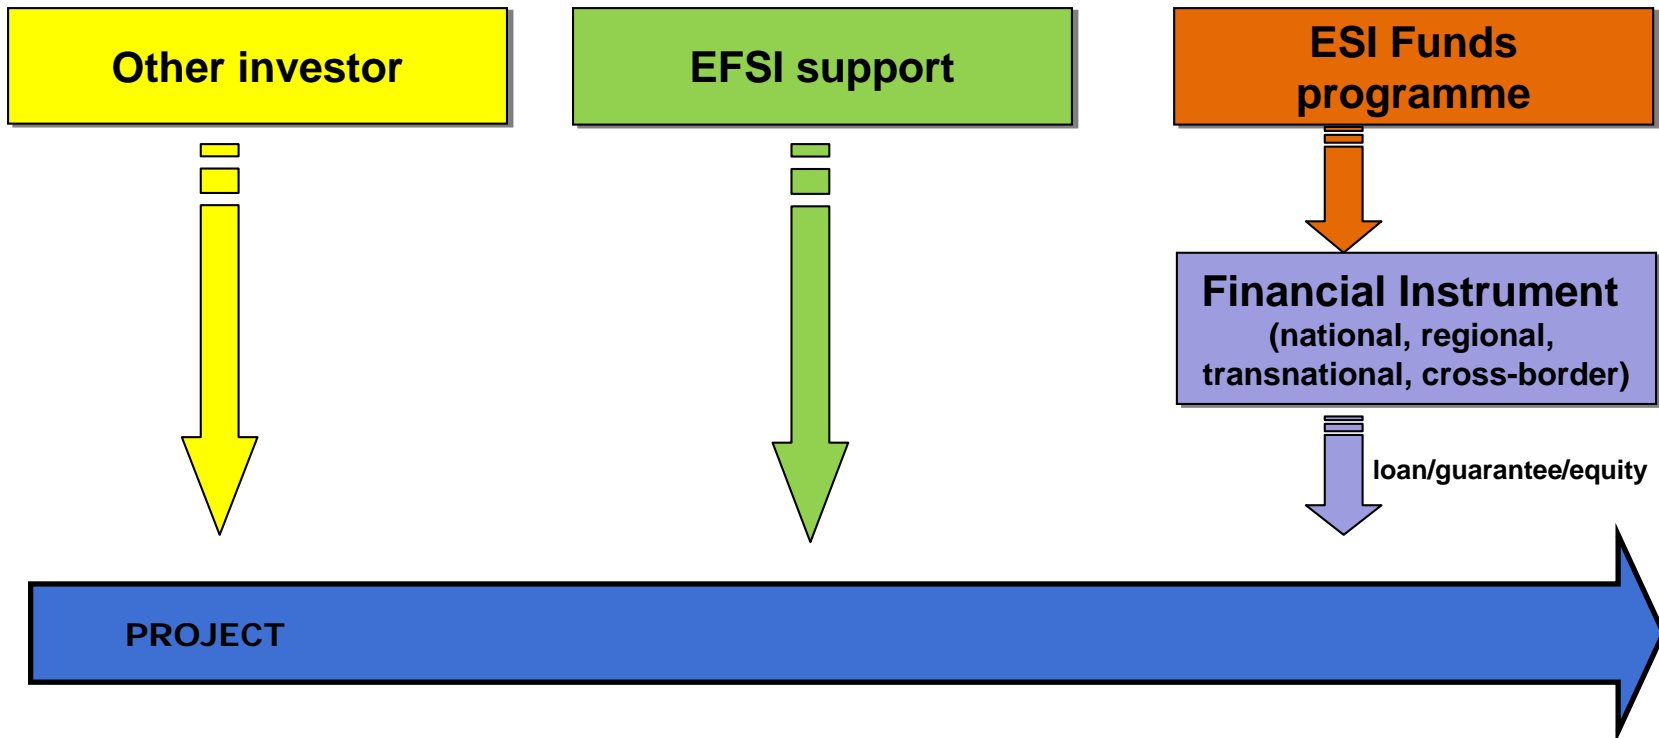 Other investor
EFSI support
ESI Funds
programme
Financial Instrument
(national, regional,
transnational, cross-border)
loan/guarantee/equity
PROJECT